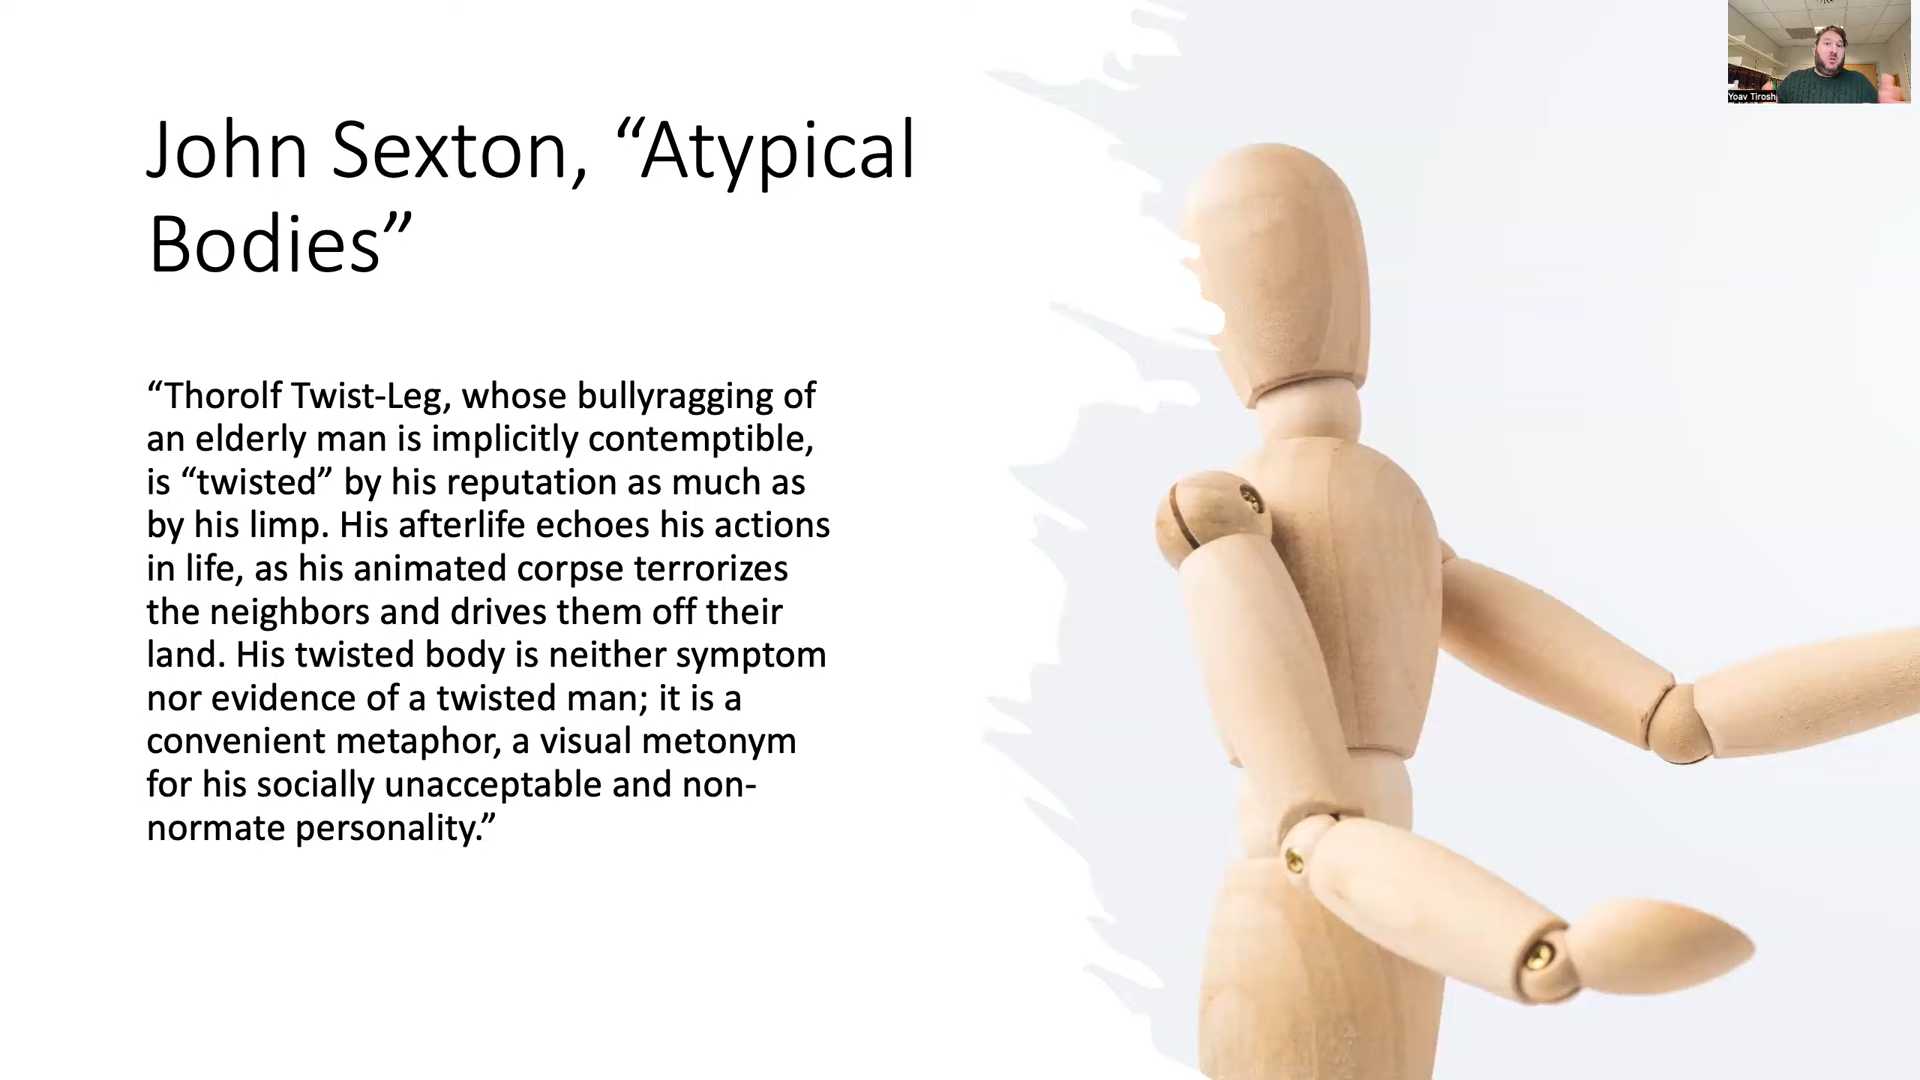 Yoav Tirosh
John Sexton, “Atypical
Bodies”
“Thorolf Twist-Leg, whose bullyragging of
an elderly man is implicitly contemptible,
is “twisted” by his reputation as much as
by his limp. His afterlife echoes his actions
in life, as his animated corpse terrorizes
the neighbors and drives them off their
land. His twisted body is neither symptom
nor evidence of a twisted man; it is a
convenient metaphor, a visual metonym
for his socially unacceptable and non-
normate personality.”